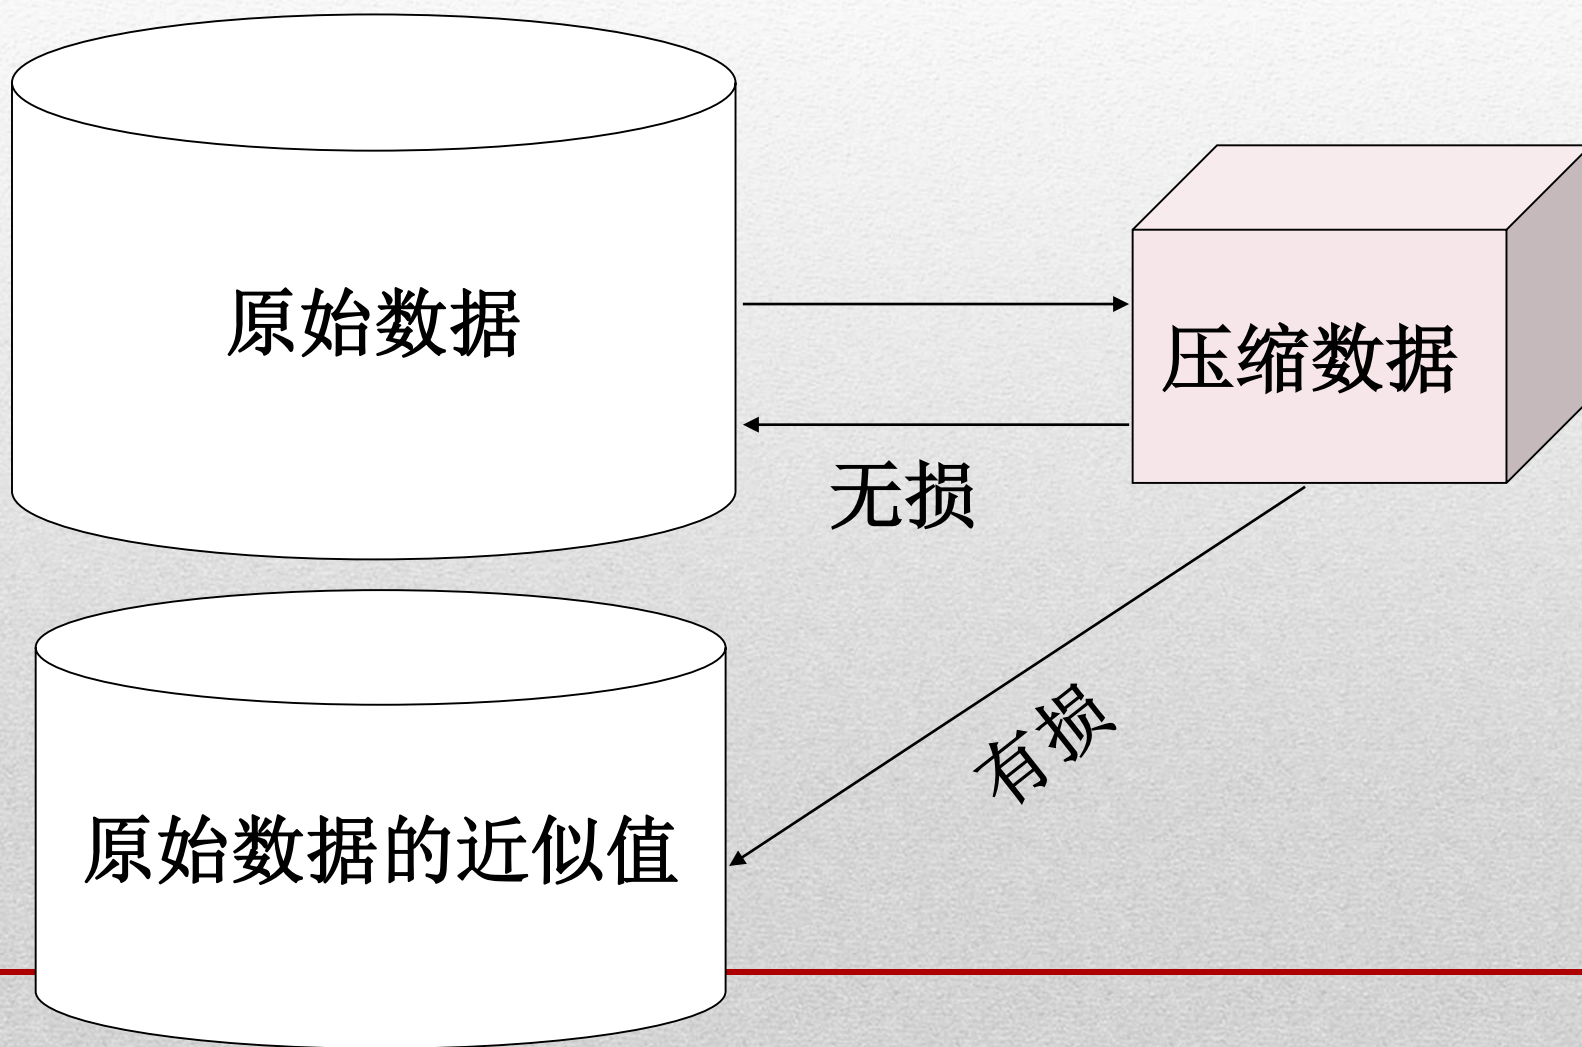 原始数据
压缩数据
无损
有损
原始数据的近似值